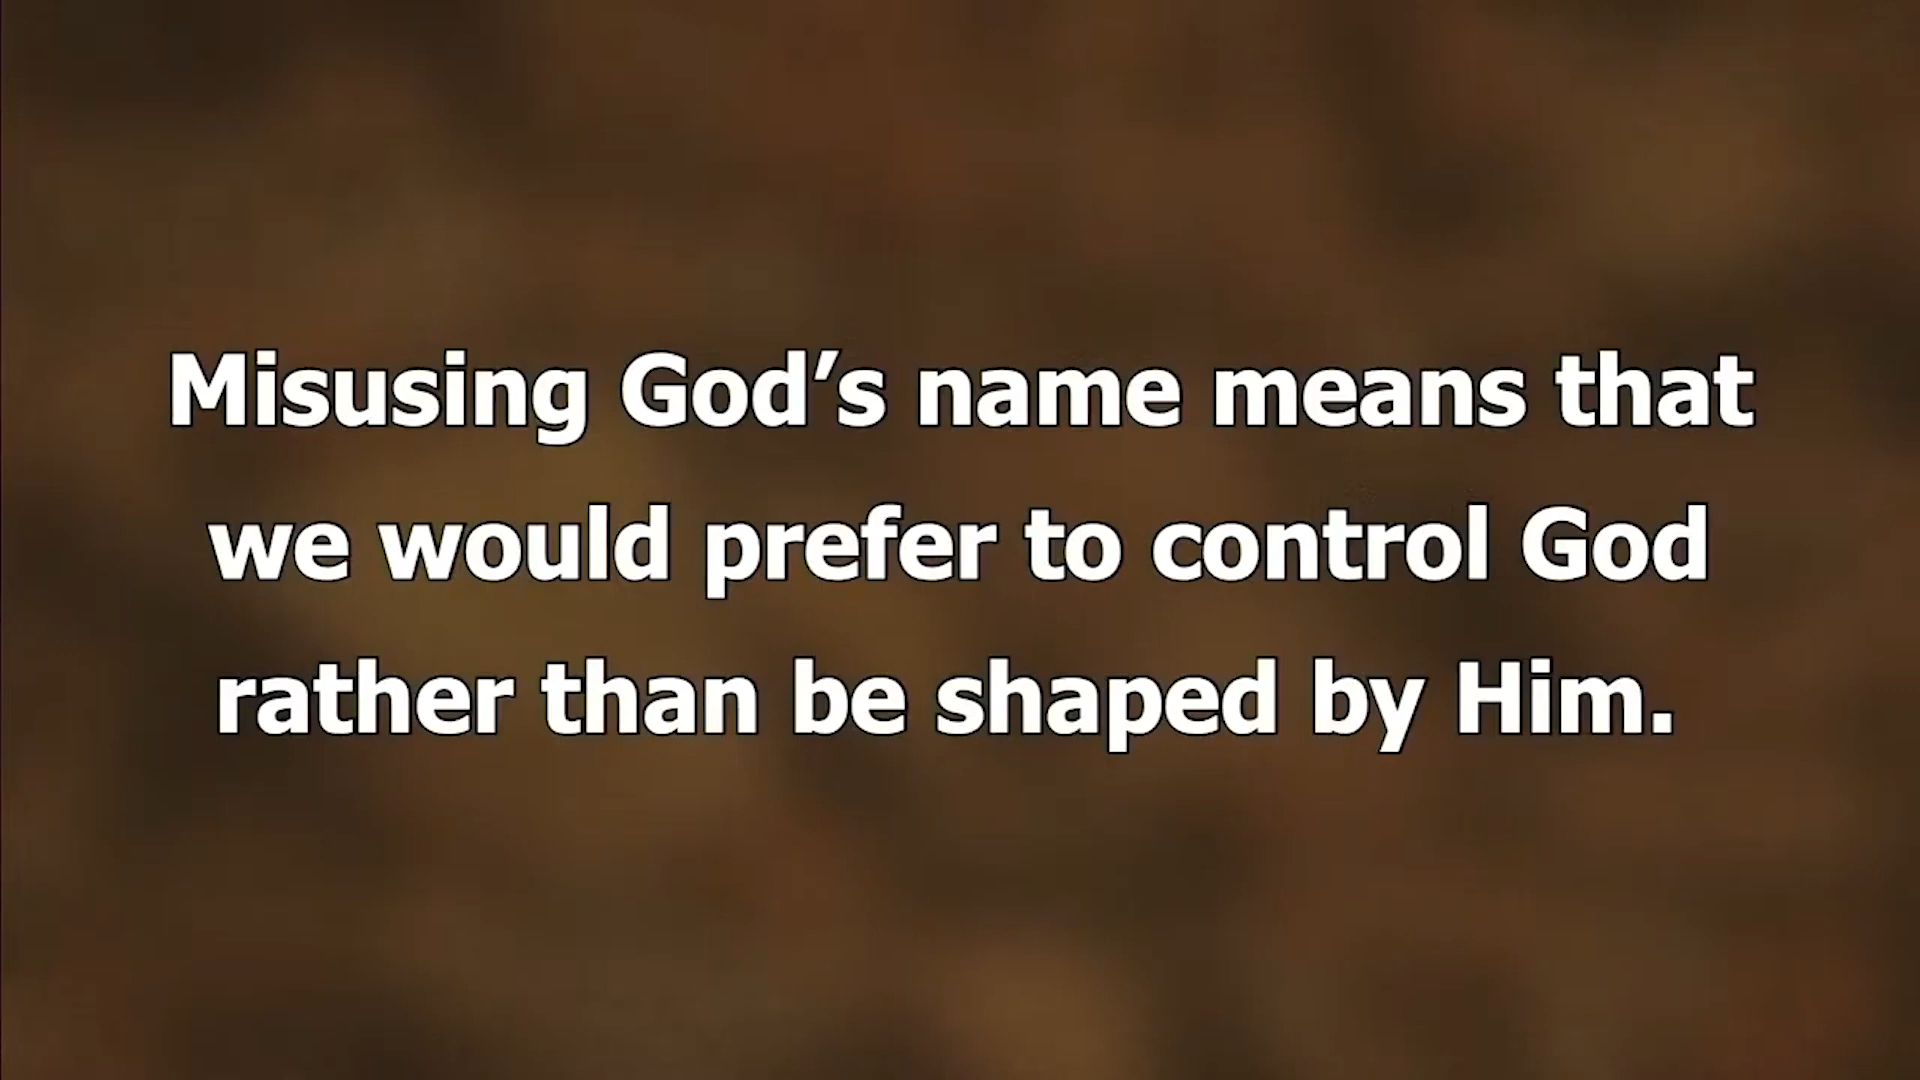 Misusing God’s name means that
we would prefer to control God
rather than be shaped by Him.